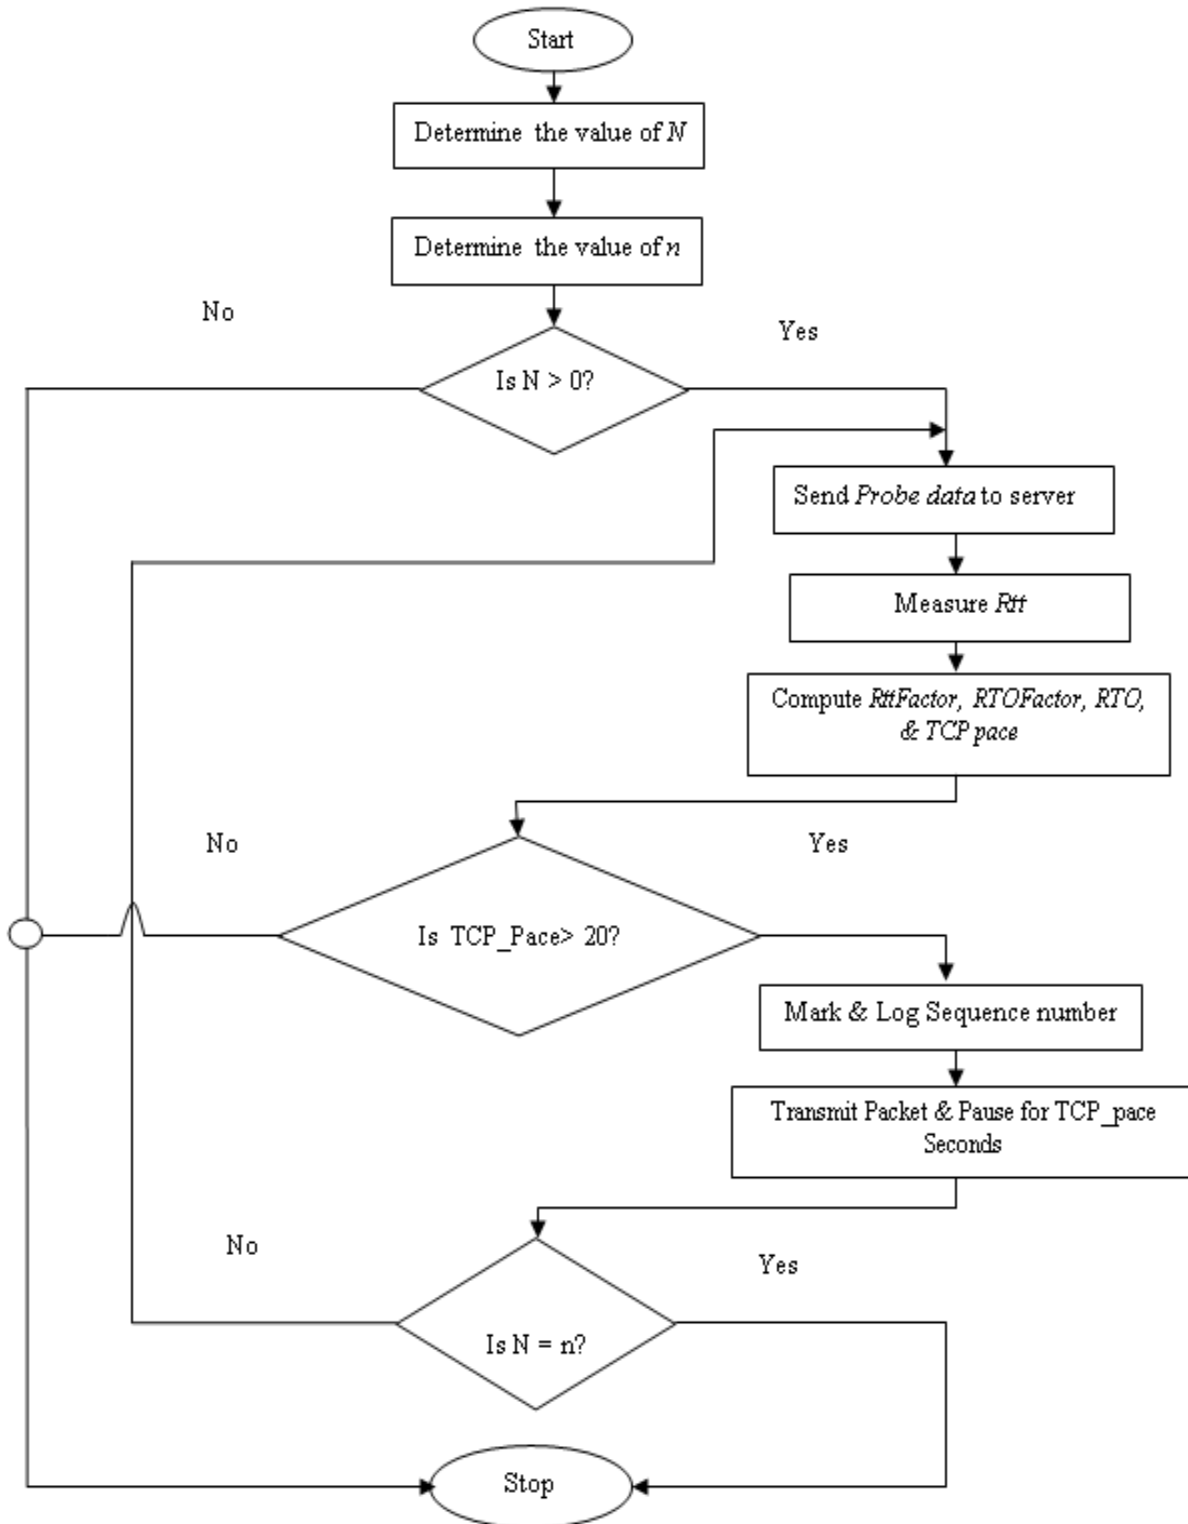 Start
Determine the value of N
Determine the value of n
No
Yes
Is N > 0?
Send Probe data to server
Measure Rtt
Compute RttFactor, RTOFactor, RTO,
& TCP pace
No
Yes
Is TCP_Pace> 20?
Mark & Log Sequence number
Transmit Packet & Pause for TCP_pace
Seconds
No
Yes
Is N = n?
Stop